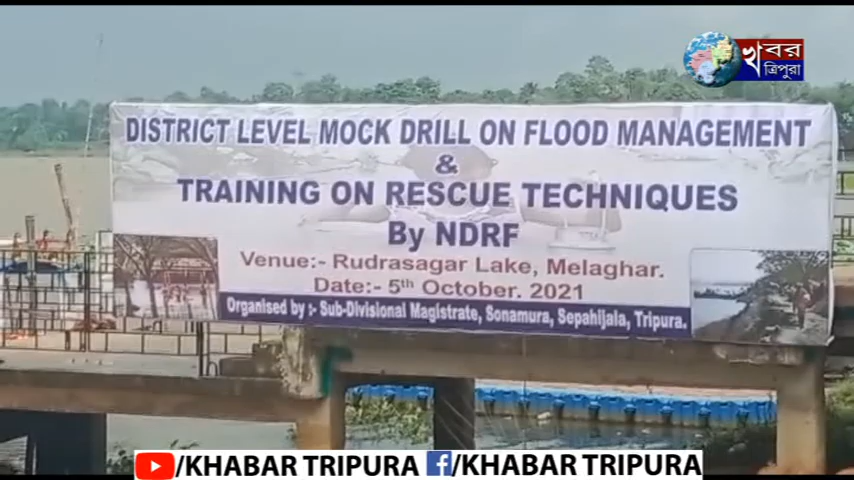 খবর
ত্রিপুরা
DISTRICT LEVEL MOCK DRILL ON FLOOD MANAGEMENT
&
TRAINING ON RESCUE TECHNIQUES
By NDRF
Venue:- RUDRASAGAR LAKE, MELAGHAR.
DATE:- 5th OCTOBER. 2021
ORGANISED BY :- SUB-DIVISIONAL MAGISTRATE, SONAMURA, SEPAHIJALA, TRIPURA.
/KHABAR TRIPURA f/KHABAR TRIPURA